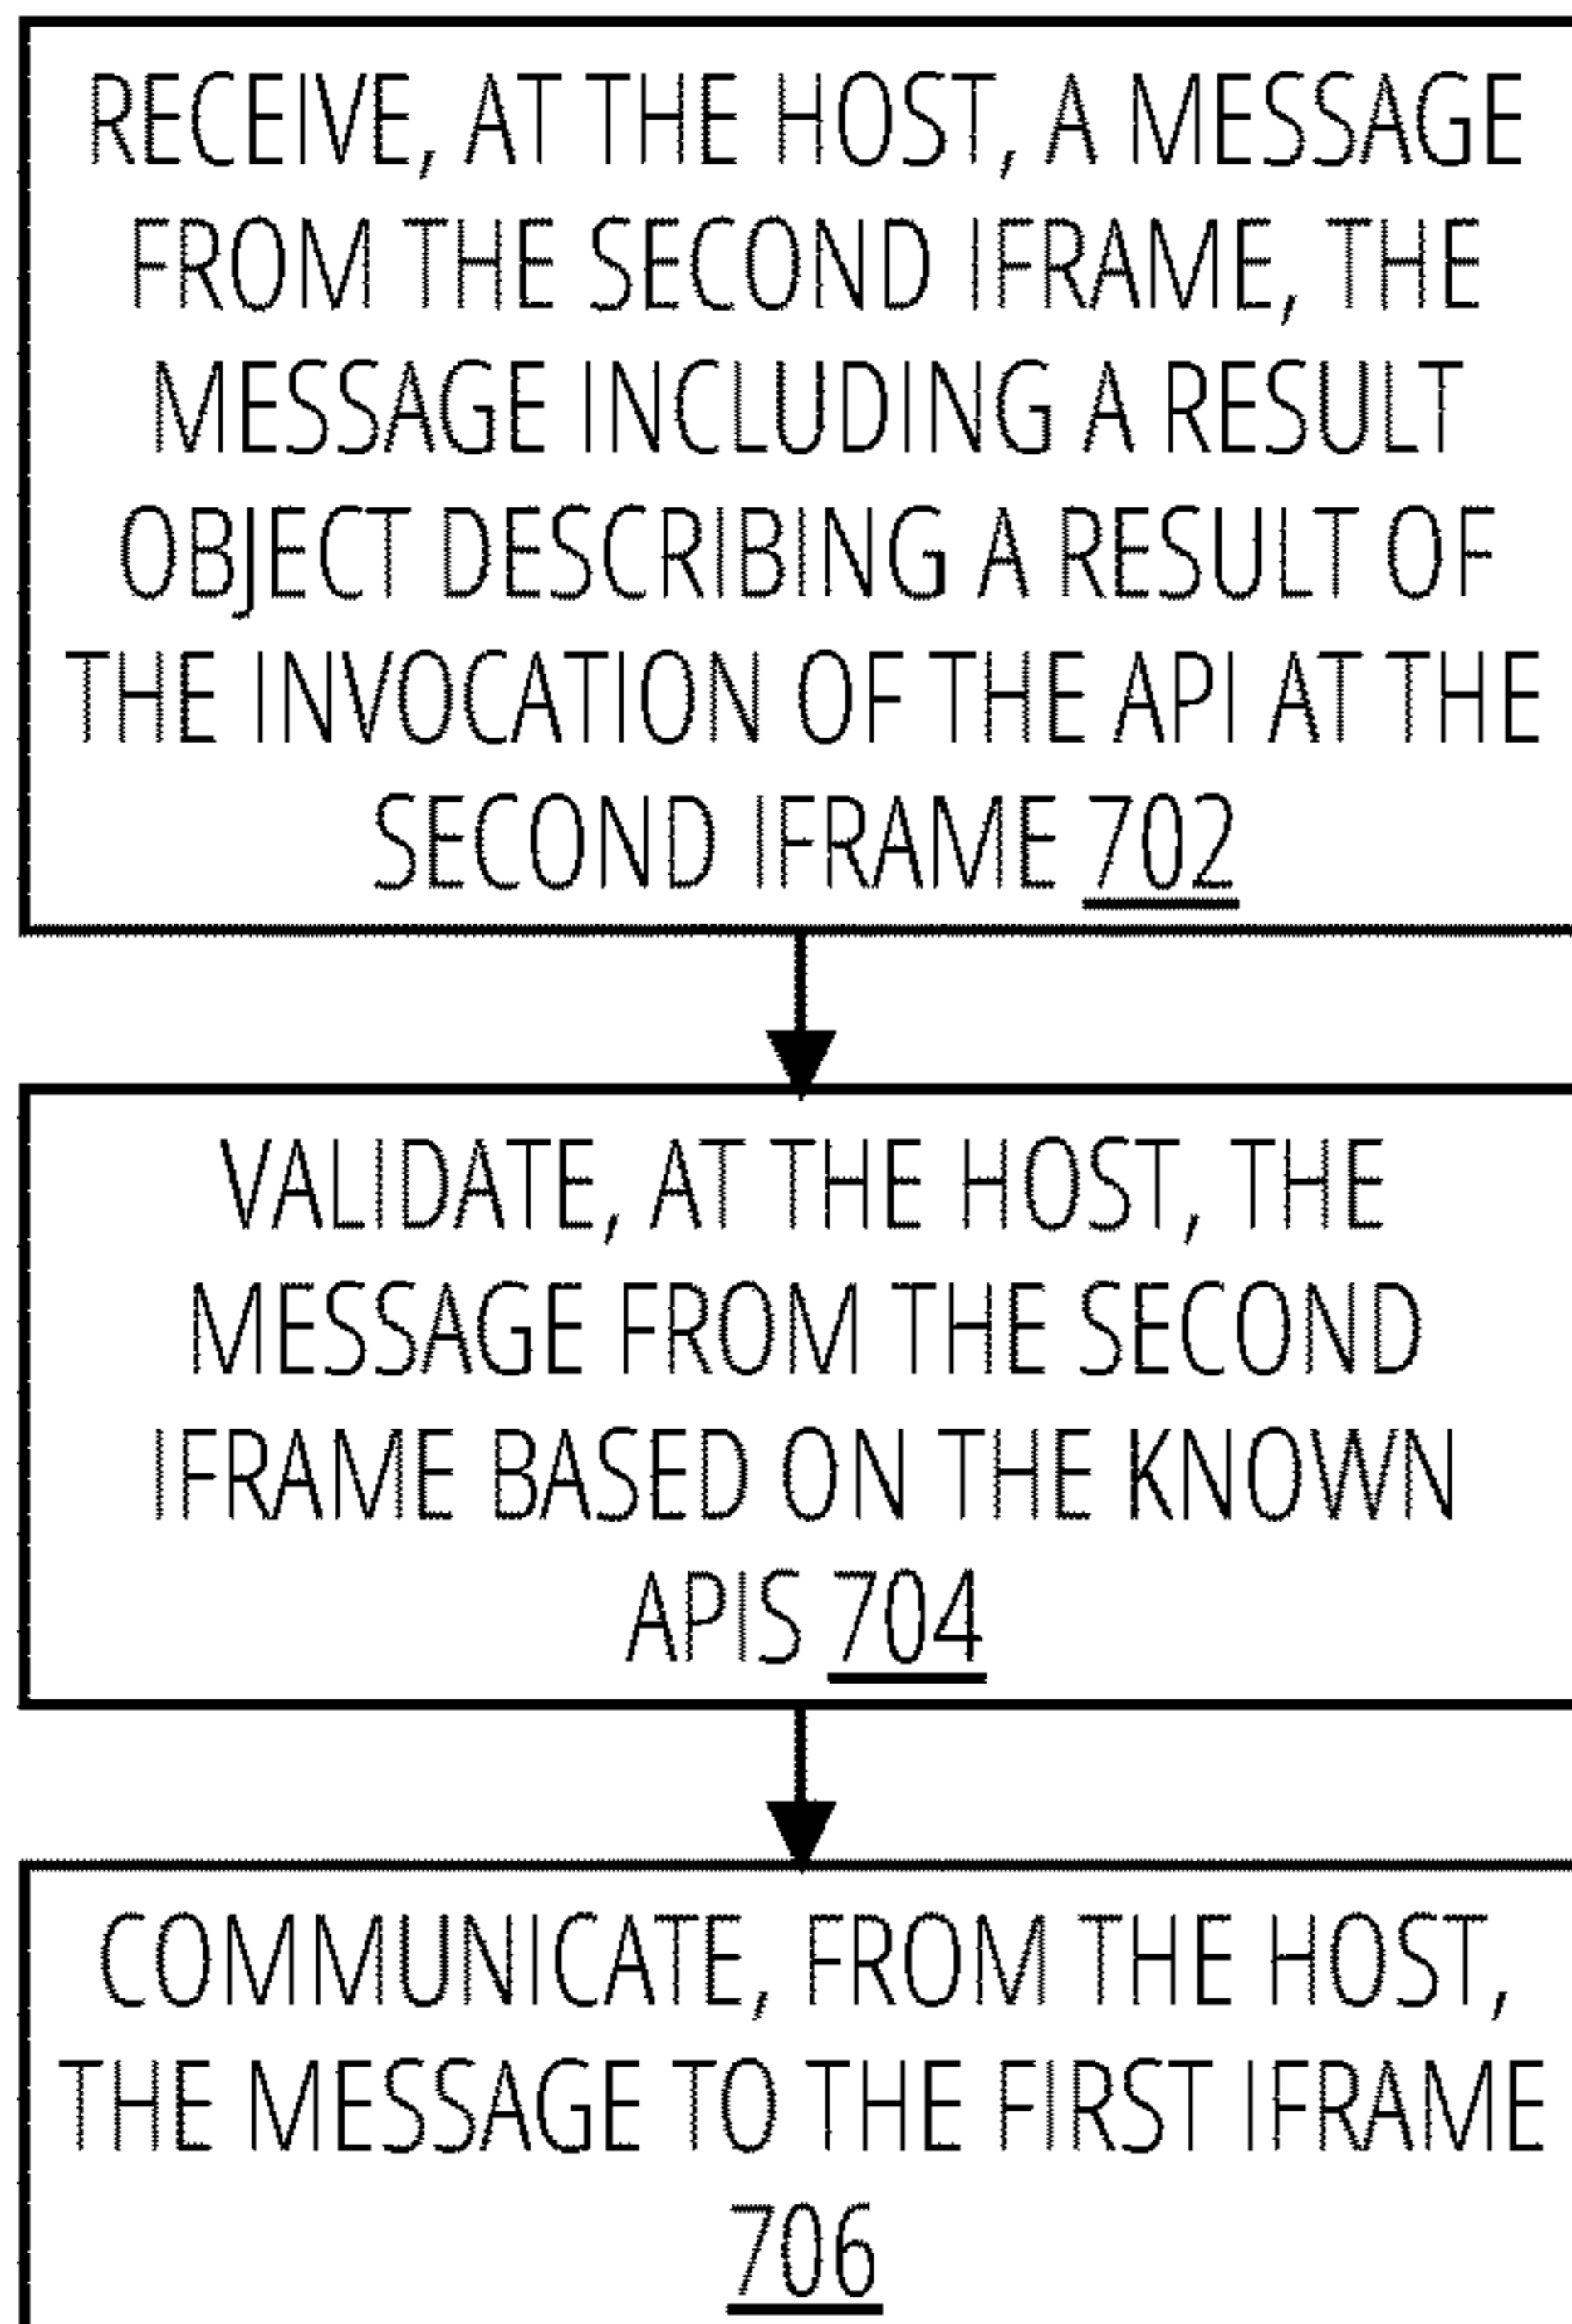 RECEIVE, AT THE HOST, A MESSAGE
FROM THE SECOND IFRAME, THE
MESSAGE INCLUDING A RESULT
OBJECT DESCRIBING A RESULT OF
THE INVOCATION OF THE API AT THE
SECOND IFRAME 702
VALIDATE, AT THE HOST, THE
MESSAGE FROM THE SECOND
IFRAME BASED ON THE KNOWN
APIS 704
COMMUNICATE, FROM THE HOST,
THE MESSAGE TO THE FIRST IFRAME
706